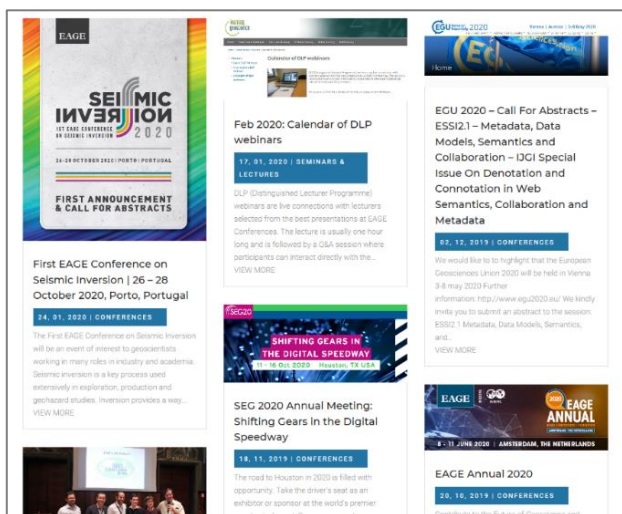 EAGE
SEISMIC
INVERSION
1ST EAGE CONFERENCE
ON SEISMIC INVERSION
2020
26-28 OCTOBER 2020 | PORTO | PORTUGAL
FIRST ANNOUNCEMENT
& CALL FOR ABSTRACTS
First EAGE Conference on
Seismic Inversion | 26 – 28
October 2020, Porto, Portugal
24, 01, 2020 | CONFERENCES
The First EAGE Conference on Seismic Inversion
will be an event of interest to geoscientists
working in many roles in industry and academia.
Seismic inversion is a key process used
extensively in exploration, production and
geohazard studies. Inversion provides a way...
VIEW MORE
Calendar of DLP webinars
Feb 2020: Calendar of DLP
webinars
17, 01, 2020 | SEMINARS &
LECTURES
DLP (Distinguished Lecturer Programme)
webinars are live connections with lecturers
selected from the best presentations at EAGE
Conferences. The lecture is usually one hour
long and is followed by a Q&A session where
participants can interact directly with the...
VIEW MORE
SEG20
SHIFTING GEARS IN
THE DIGITAL SPEEDWAY
11 - 16 Oct 2020 Houston, TX USA
SEG 2020 Annual Meeting:
Shifting Gears in the Digital
Speedway
18, 11, 2019 | CONFERENCES
The road to Houston in 2020 is filled with
opportunity. Take the driver's seat as an
exhibitor or sponsor at the world's premier
EGU 2020
Vienna | Austria | 3–8 May 2020
Home
EGU 2020 – Call For Abstracts –
ESSI2.1 – Metadata, Data
Models, Semantics and
Collaboration – IJGI Special
Issue On Denotation and
Connotation in Web
Semantics, Collaboration and
Metadata
02, 12, 2019 | CONFERENCES
We would like to to highlight that the European
Geosciences Union 2020 will be held in Vienna
3-8 may 2020 Further
information: http://www.egu2020.eu/ We kindly
invite you to submit an abstract to the session
ESSI2.1 Metadata, Data Models, Semantics,
and...
VIEW MORE
EAGE
2020 EAGE
ANNUAL
8 - 11 JUNE 2020 | AMSTERDAM, THE NETHERLANDS
EAGE Annual 2020
20, 10, 2019 | CONFERENCES